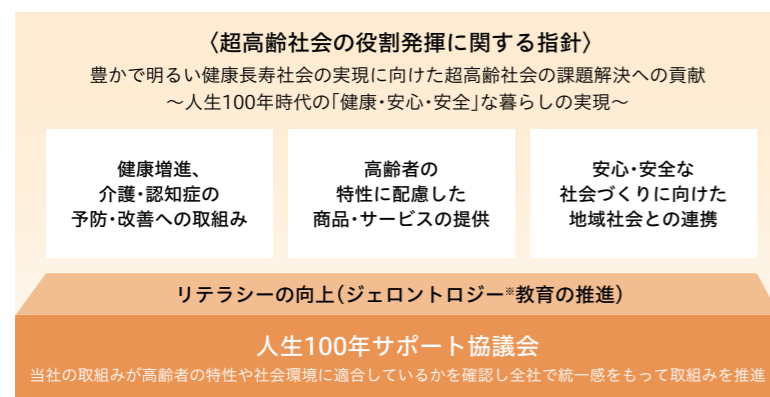 〈超高齢社会の役割発揮に関する指針〉
豊かで明るい健康長寿社会の実現に向けた超高齢社会の課題解決への貢献
～人生100年時代の「健康・安心・安全」な暮らしの実現～
健康増進、
介護・認知症の
予防・改善への取組み
高齢者の
特性に配慮した
商品・サービスの提供
安心・安全な
社会づくりに向けた
地域社会との連携
リテラシーの向上（ジェロントロジー※教育の推進）
人生100年サポート協議会
当社の取組みが高齢者の特性や社会環境に適合しているかを確認し全社で統一感をもって取組みを推進